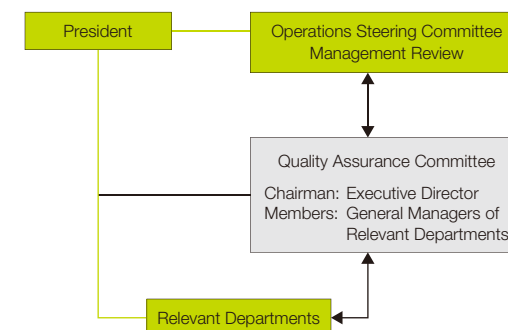 President
Operations Steering Committee
Management Review
Quality Assurance Committee
Chairman: Executive Director
Members: General Managers of
Relevant Departments
Relevant Departments